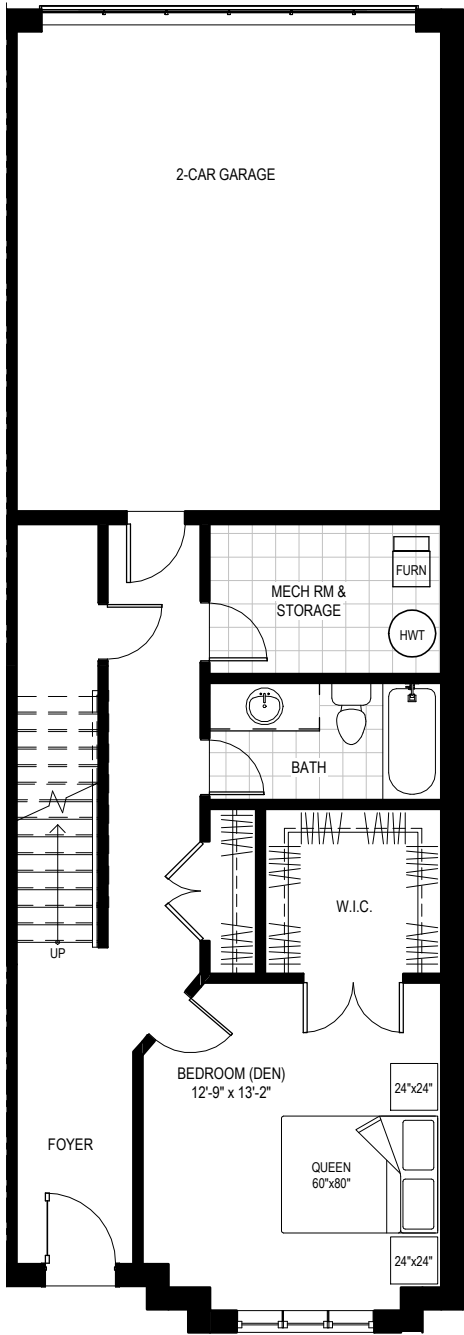 2-CAR GARAGE
MECH RM &
STORAGE
FURN
HWT
BATH
W.I.C.
UP
BEDROOM (DEN)
12'-9" x 13'-2"
24"x24"
FOYER
QUEEN
60"x80"
24"x24"